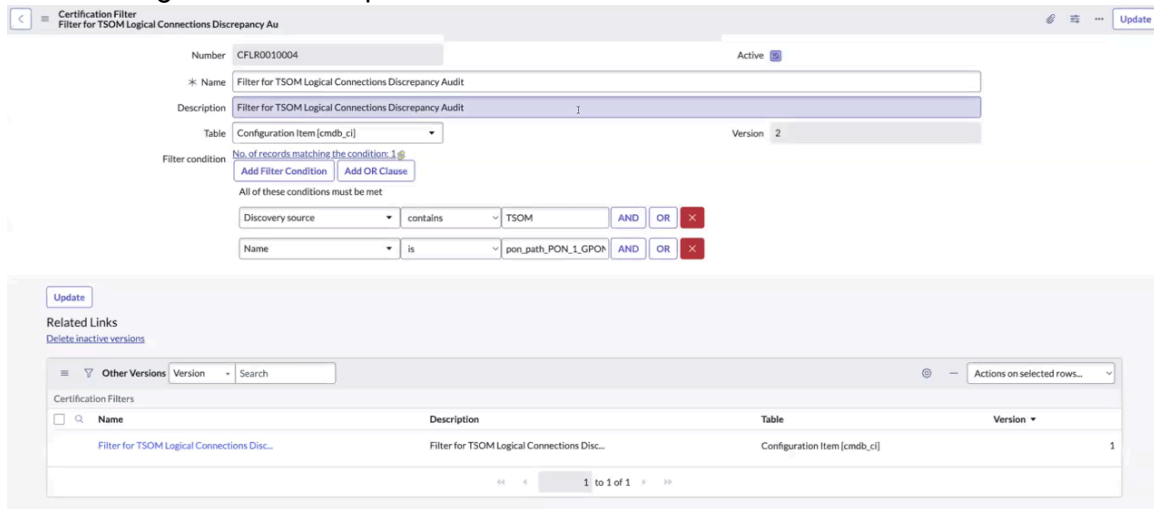 Certification Filter
Filter for TSOM Logical Connections Discrepancy Au
Update
Number CFLR0010004 Active
* Name Filter for TSOM Logical Connections Discrepancy Audit
Description Filter for TSOM Logical Connections Discrepancy Audit
Table Configuration Item [cmdb_ci] Version 2
Filter condition No. of records matching the condition: 1
Add Filter Condition Add OR Clause
All of these conditions must be met
Discovery source contains TSOM AND OR
Name is pon_path_PON_1_GPON AND OR
Update
Related Links
Delete inactive versions
Other Versions Version Search Actions on selected rows...
Certification Filters
Name Description Table Version
Filter for TSOM Logical Connections Disc... Filter for TSOM Logical Connections Disc... Configuration Item [cmdb_ci] 1
1 to 1 of 1